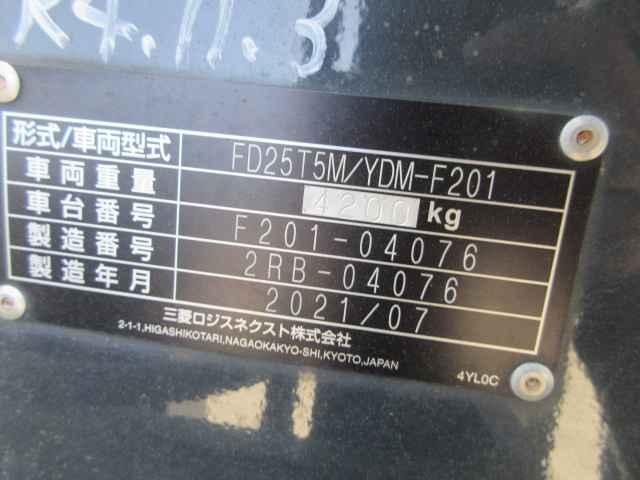 R4.11.3
形式/車両型式 FD25T5M/YDM-F201
車両重量 4200 kg
車台番号 F201-04076
製造番号 2RB-04076
製造年月 2021/07
三菱ロジスネクスト株式会社
2-1-1,HIGASHIKOTARI,NAGAOKAKYO-SHI,KYOTO,JAPAN
4YL0C